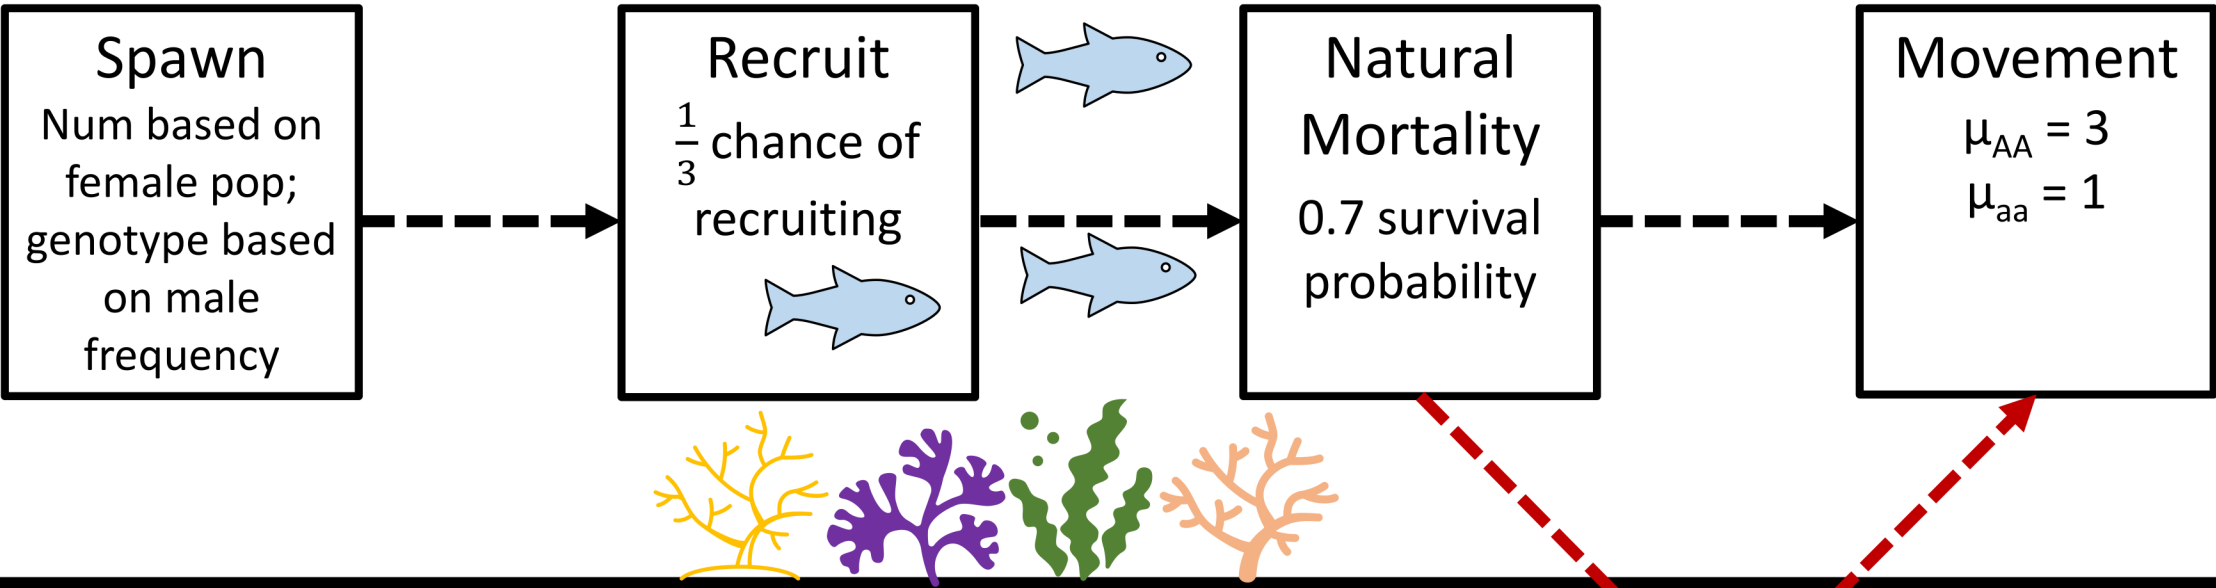 Spawn
Num based on
female pop;
genotype based
on male
frequency
Recruit
1/3 chance of
recruiting
Natural
Mortality
0.7 survival
probability
Movement
μAA = 3
μaa = 1